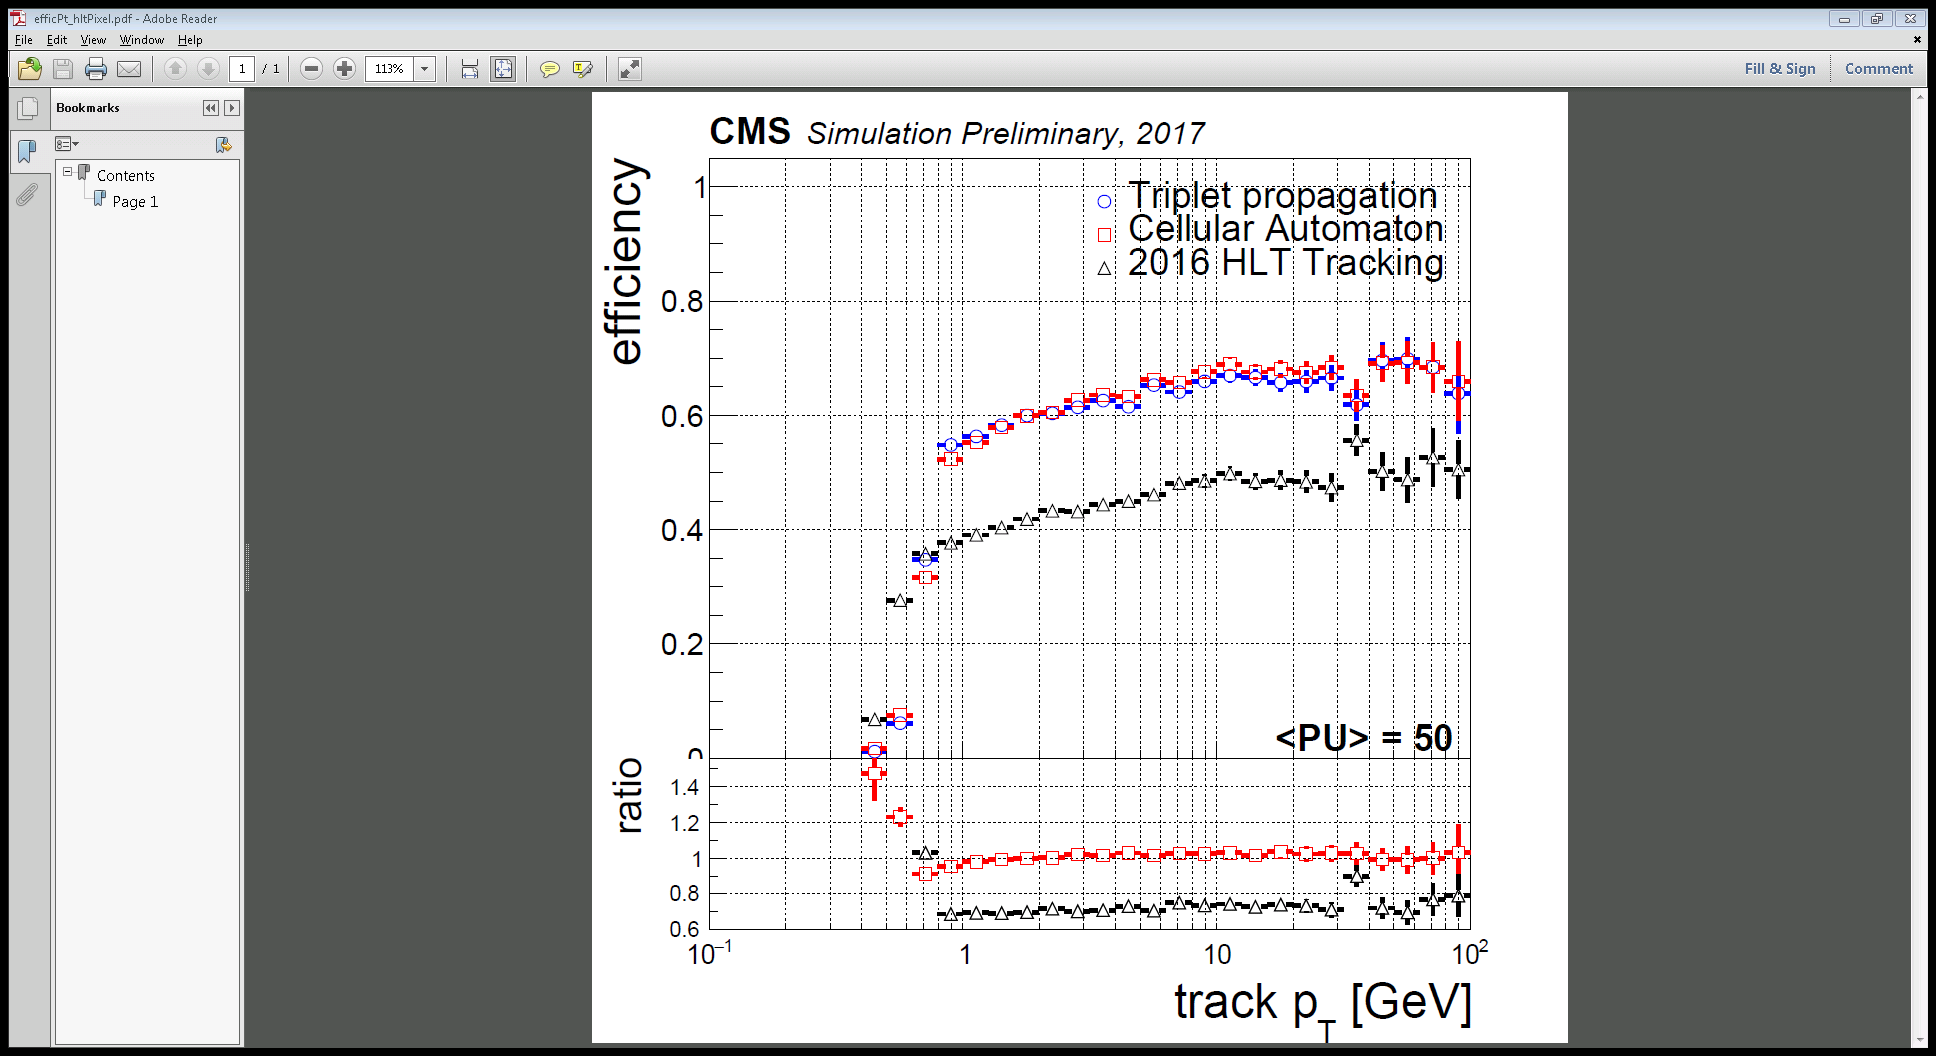 efficPt_hltPixel.pdf - Adobe Reader
File Edit View Window Help
1 / 1 113% Fill & Sign Comment
Bookmarks
Contents
Page 1
CMS Simulation Preliminary, 2017
efficiency
1
0.8
0.6
0.4
0.2
0
Triplet propagation
Cellular Automaton
2016 HLT Tracking
<PU> = 50
ratio
1.4
1.2
1
0.8
0.6
10⁻¹ 1 10 10²
track p_T [GeV]